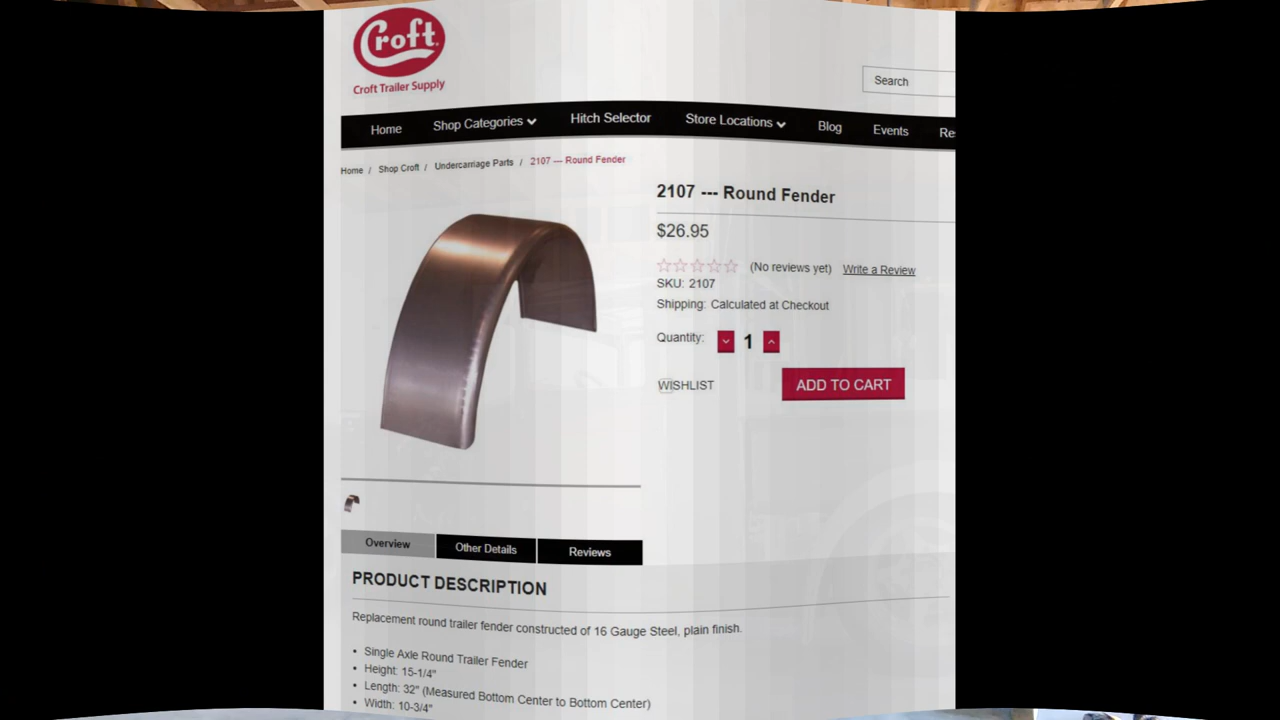 Croft
Croft Trailer Supply
Search
Home Shop Categories Hitch Selector Store Locations Blog Events Re
Home / Shop Croft / Undercarriage Parts / 2107 --- Round Fender
2107 --- Round Fender
$26.95
(No reviews yet) Write a Review
SKU: 2107
Shipping: Calculated at Checkout
Quantity: 1
WISHLIST ADD TO CART
Overview Other Details Reviews
PRODUCT DESCRIPTION
Replacement round trailer fender constructed of 16 Gauge Steel, plain finish.
• Single Axle Round Trailer Fender
• Height: 15-1/4"
• Length: 32" (Measured Bottom Center to Bottom Center)
• Width: 10-3/4"